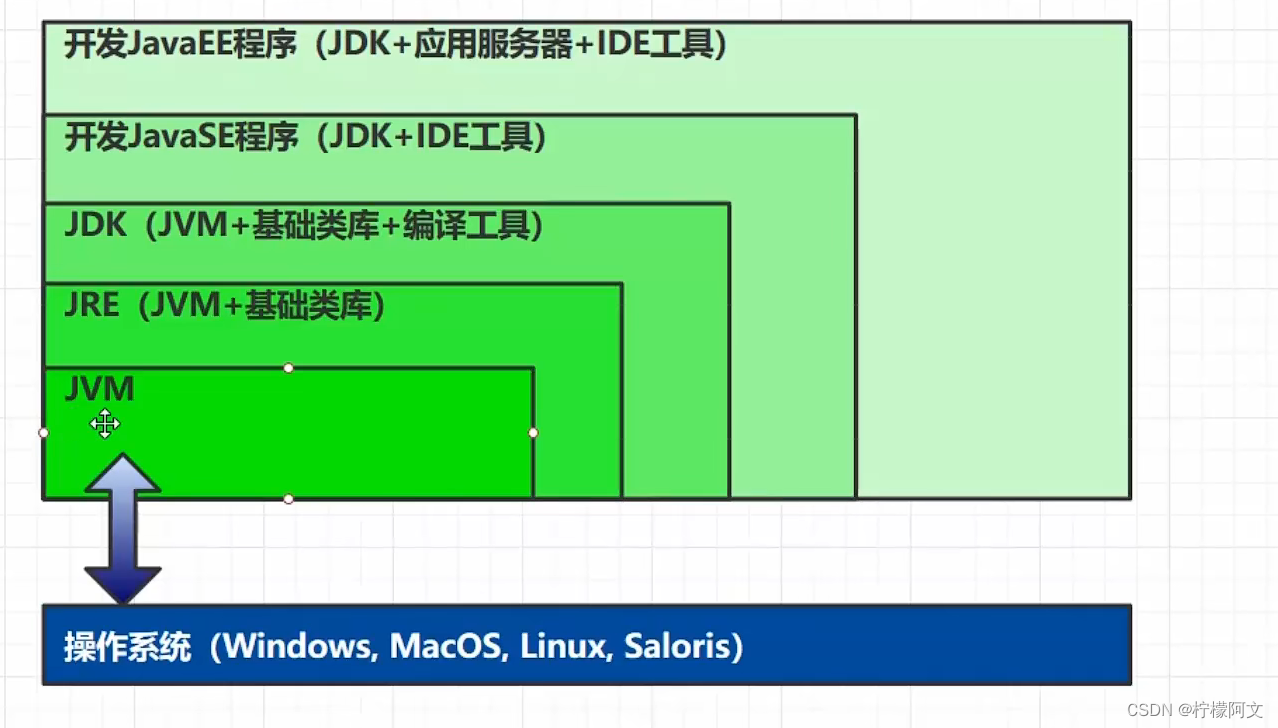 开发JavaEE程序（JDK+应用服务器+IDE工具）
开发JavaSE程序（JDK+IDE工具）
JDK（JVM+基础类库+编译工具）
JRE（JVM+基础类库）
JVM
操作系统（Windows, MacOS, Linux, Saloris）
CSDN @柠檬阿文